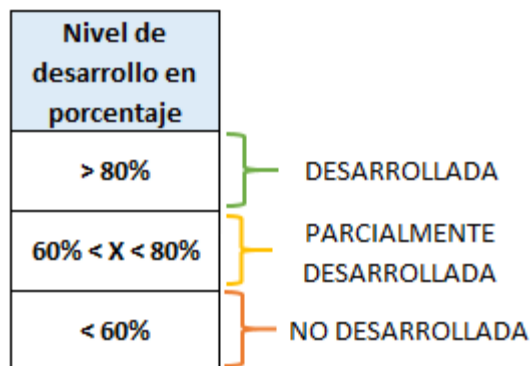 Nivel de
desarrollo en
porcentaje
> 80%
DESARROLLADA
60% < X < 80%
PARCIALMENTE
DESARROLLADA
< 60%
NO DESARROLLADA